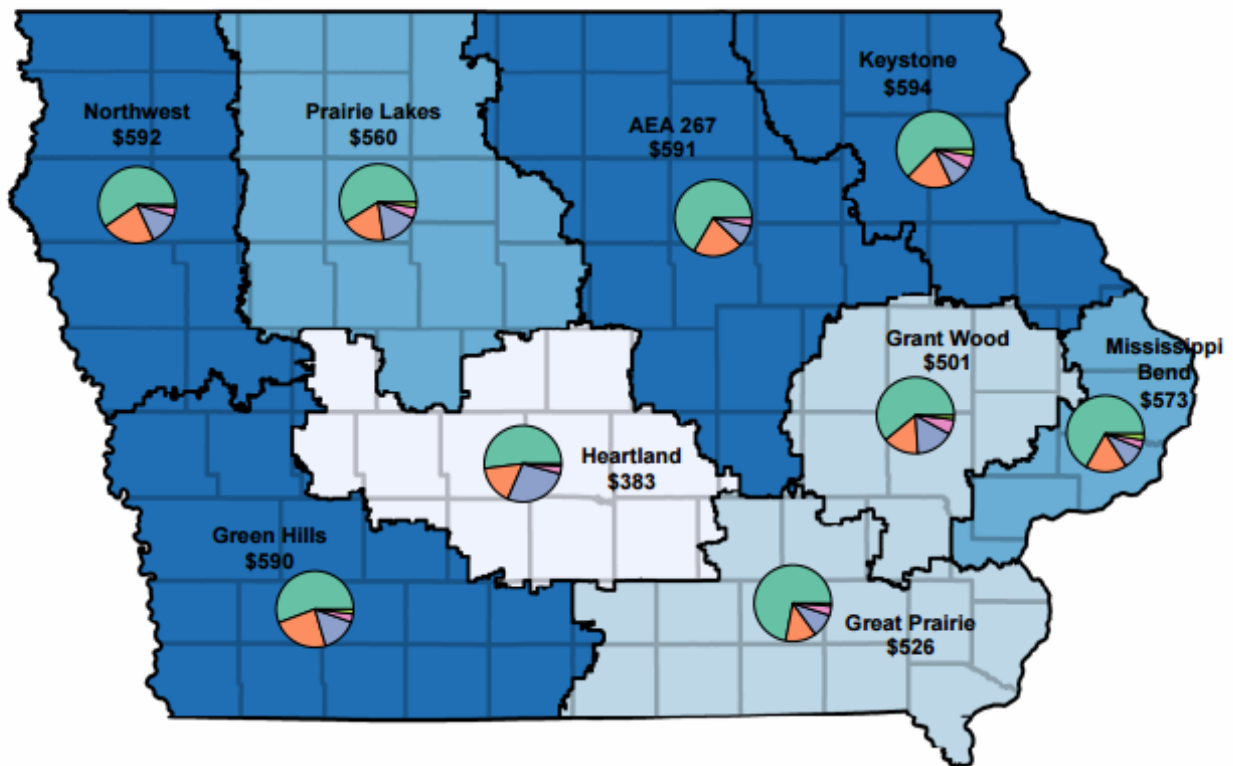 Keystone
$594
Northwest
$592
Prairie Lakes
$560
AEA 267
$591
Grant Wood
$501
Mississippi
Bend
$573
Heartland
$383
Green Hills
$590
Great Prairie
$526